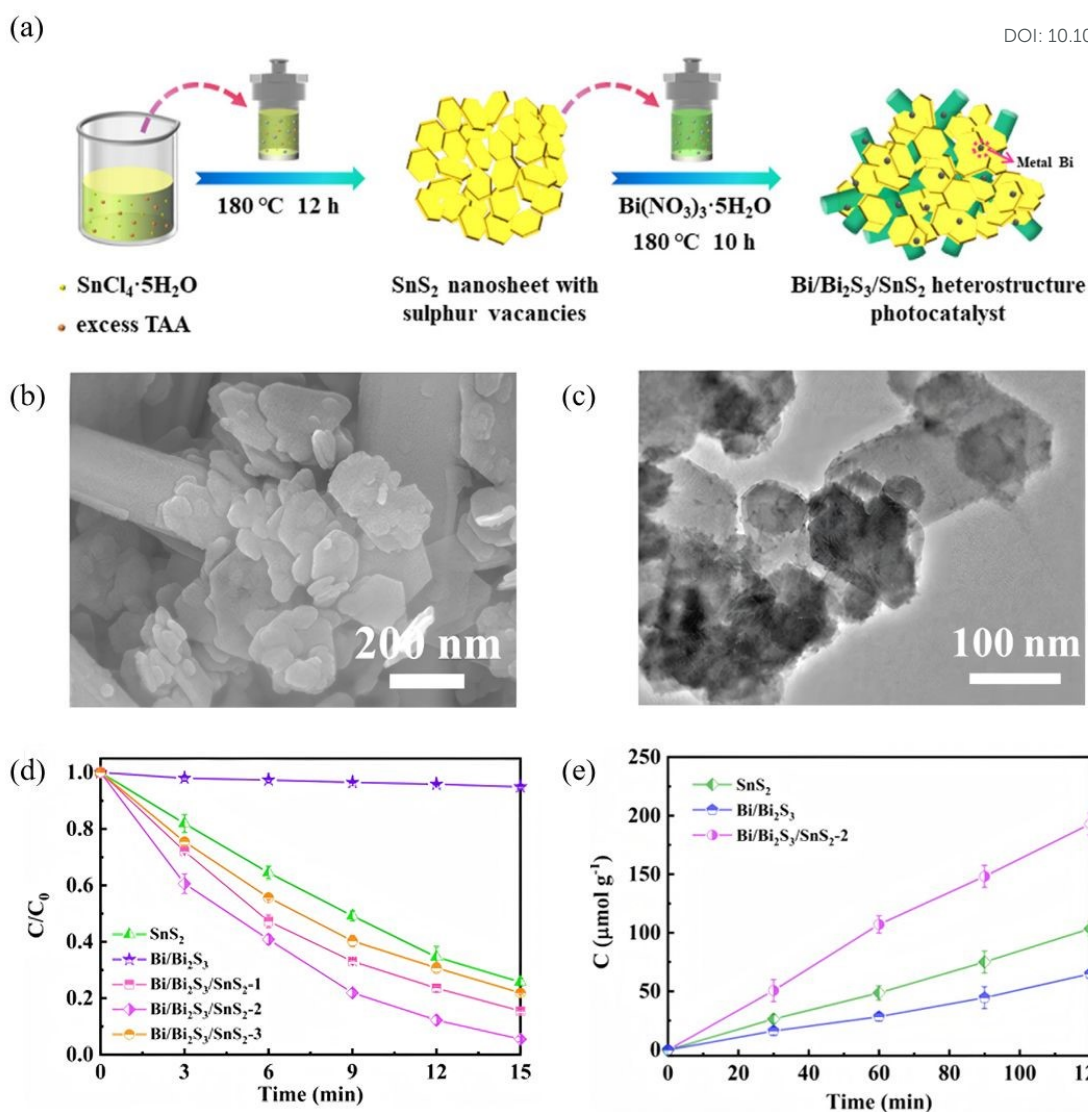 (a)
DOI: 10.10
Metal Bi
180 °C 12 h
Bi(NO₃)₃·5H₂O
180 °C 10 h
SnCl₄·5H₂O
excess TAA
SnS₂ nanosheet with
sulphur vacancies
Bi/Bi₂S₃/SnS₂ heterostructure
photocatalyst
(b)
200 nm
(c)
100 nm
(d)
1.0
0.8
0.6
0.4
0.2
0.0
C/C₀
SnS₂
Bi/Bi₂S₃
Bi/Bi₂S₃/SnS₂-1
Bi/Bi₂S₃/SnS₂-2
Bi/Bi₂S₃/SnS₂-3
0 3 6 9 12 15
Time (min)
(e)
250
200
150
100
50
0
C (μmol g⁻¹)
SnS₂
Bi/Bi₂S₃
Bi/Bi₂S₃/SnS₂-2
0 20 40 60 80 100 12
Time (min)